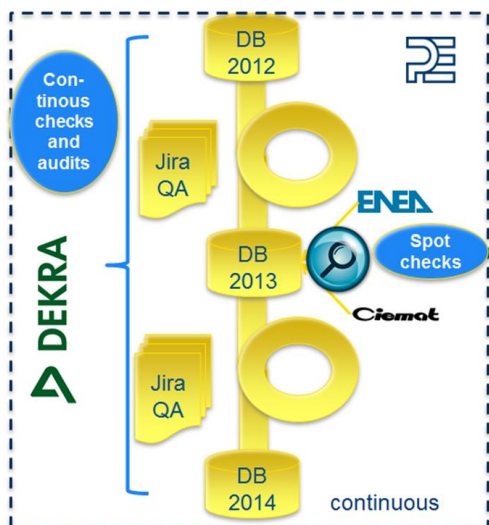 DB
2012
PE
Con-
tinous
checks
and
audits
Jira
QA
ENEA
Spot
checks
DB
2013
Ciemat
DEKRA
Jira
QA
DB
2014
continuous